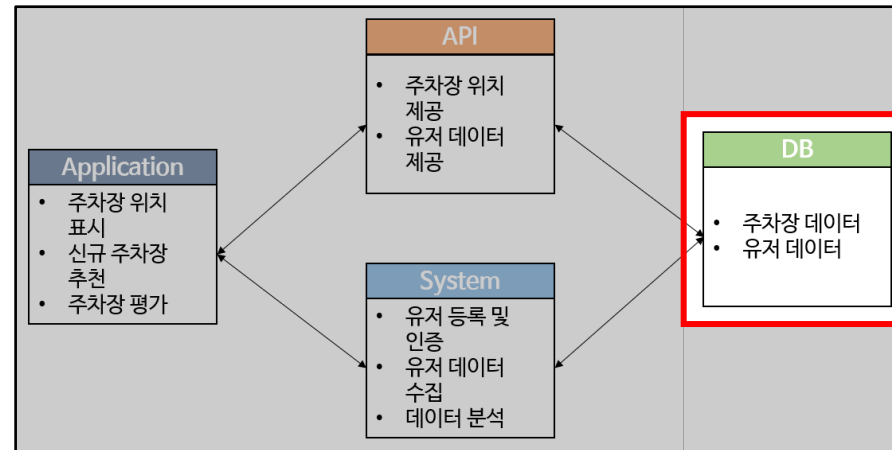 API
• 주차장 위치
제공
• 유저 데이터
제공
Application
• 주차장 위치
표시
• 신규 주차장
추천
• 주차장 평가
System
• 유저 등록 및
인증
• 유저 데이터
수집
• 데이터 분석
DB
• 주차장 데이터
• 유저 데이터